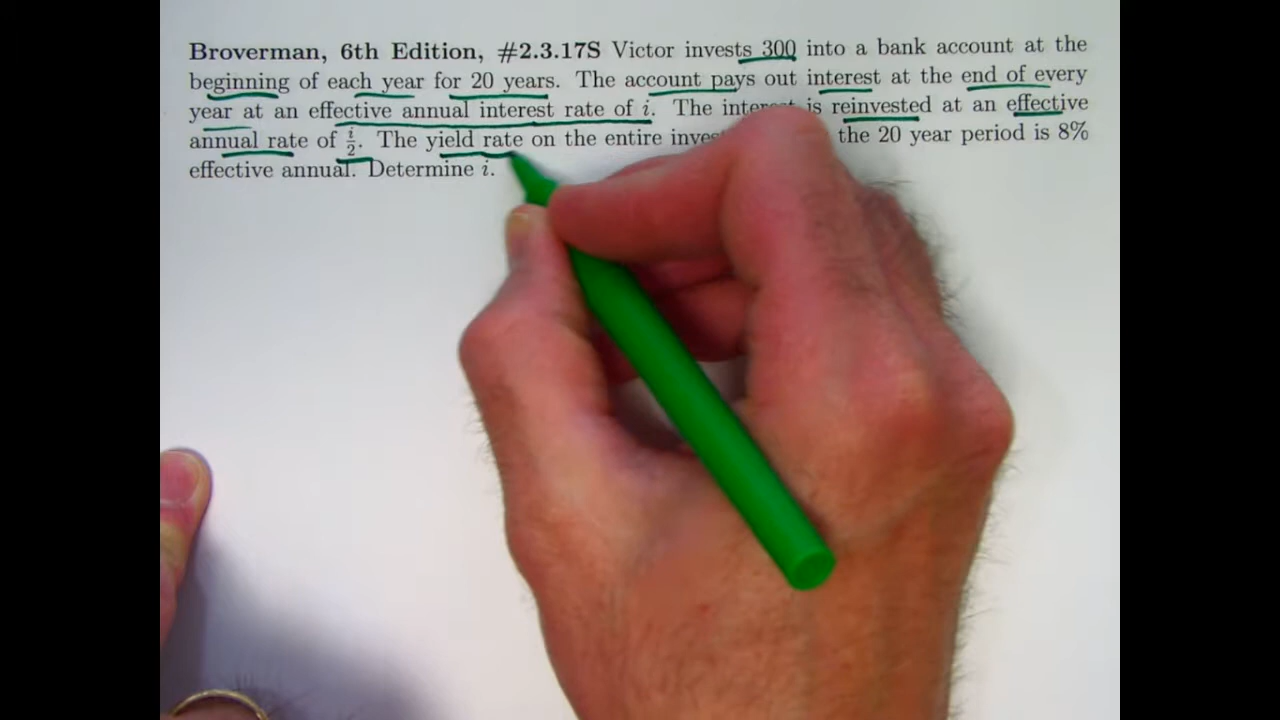 Broverman, 6th Edition, #2.3.17S Victor invests 300 into a bank account at the
beginning of each year for 20 years. The account pays out interest at the end of every
year at an effective annual interest rate of i. The interest is reinvested at an effective
annual rate of i/2. The yield rate on the entire the 20 year period is 8%
effective annual. Determine i.